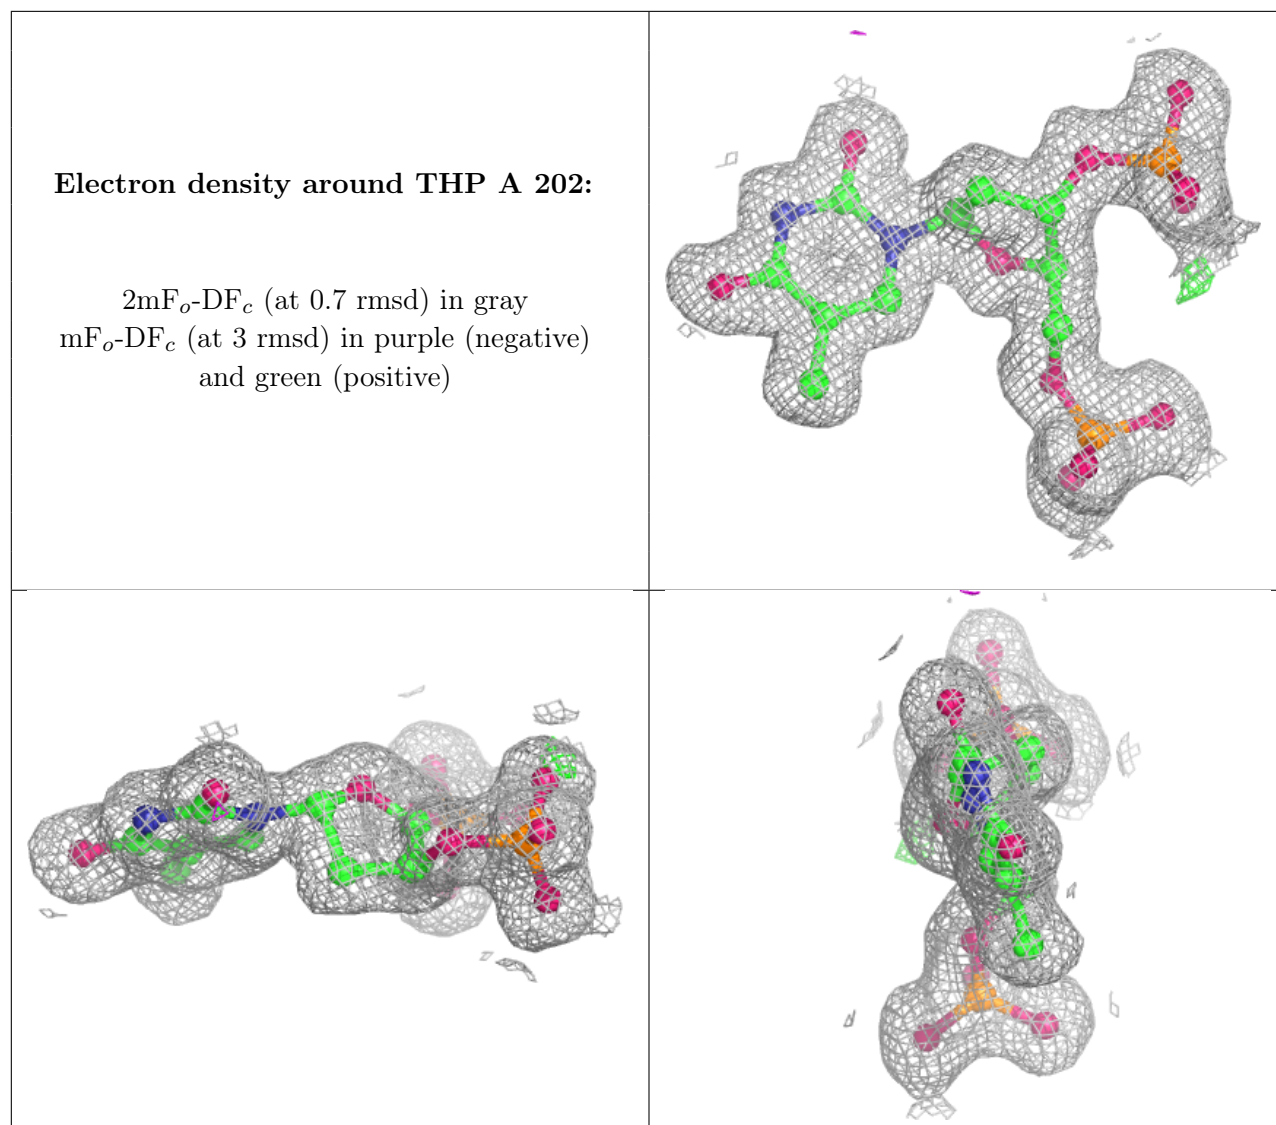 Electron density around THP A 202:
2mFo-DFc (at 0.7 rmsd) in gray
mFo-DFc (at 3 rmsd) in purple (negative)
and green (positive)